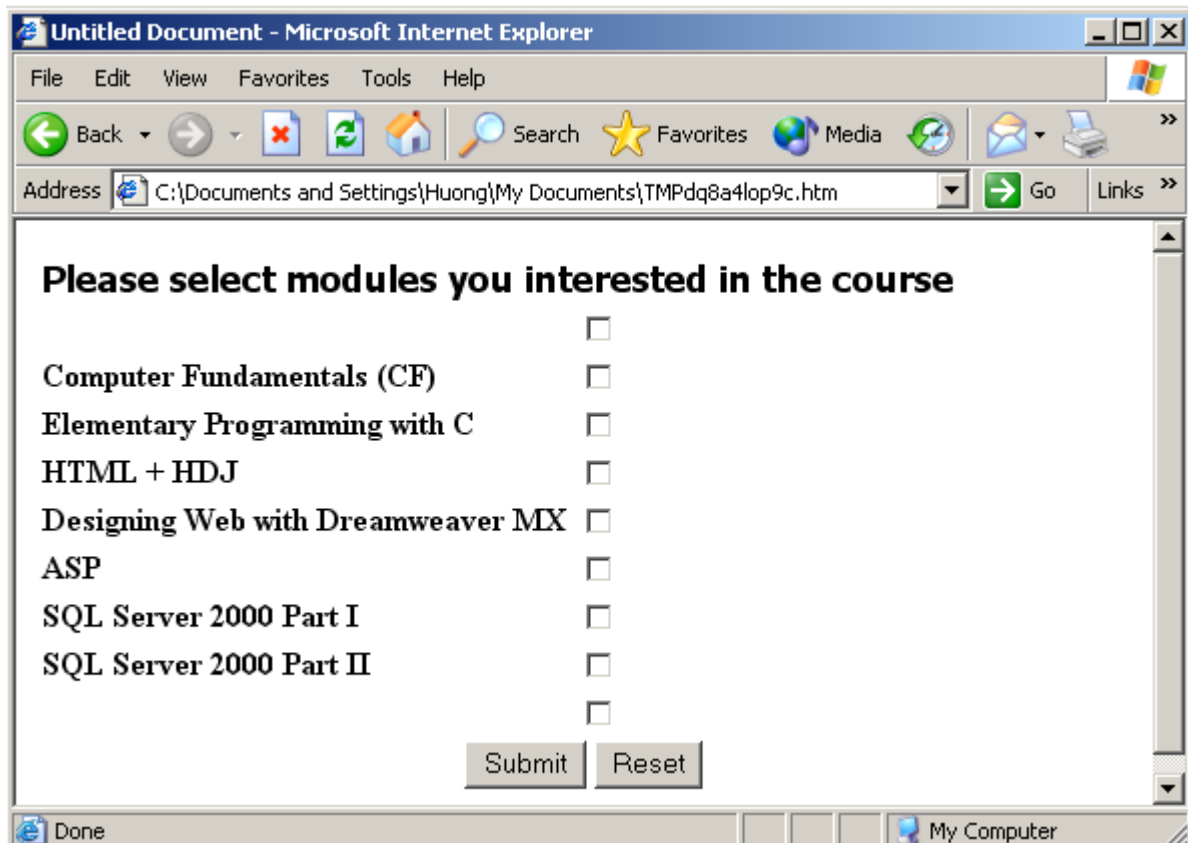 Untitled Document - Microsoft Internet Explorer
File Edit View Favorites Tools Help
Back Search Favorites Media »
Address C:\Documents and Settings\Huong\My Documents\TMPdq8a4lop9c.htm Go Links »
Please select modules you interested in the course
Computer Fundamentals (CF)
Elementary Programming with C
HTML + HDJ
Designing Web with Dreamweaver MX
ASP
SQL Server 2000 Part I
SQL Server 2000 Part II
Submit Reset
Done My Computer